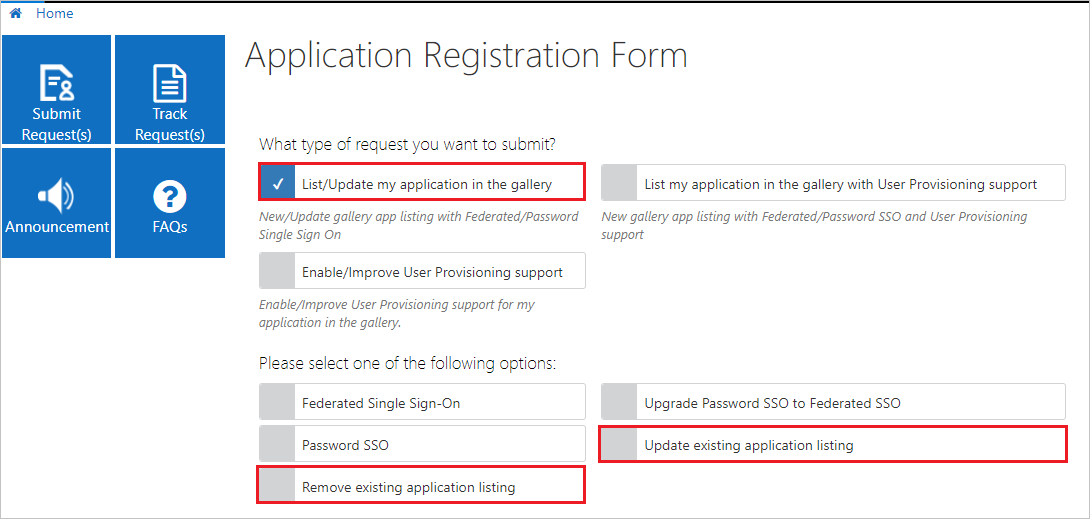 Home
Submit
Request(s)
Track
Request(s)
Announcement
FAQs
Application Registration Form
What type of request you want to submit?
List/Update my application in the gallery
New/Update gallery app listing with Federated/Password
Single Sign On
List my application in the gallery with User Provisioning support
New gallery app listing with Federated/Password SSO and User Provisioning
support
Enable/Improve User Provisioning support
Enable/Improve User Provisioning support for my
application in the gallery.
Please select one of the following options:
Federated Single Sign-On
Upgrade Password SSO to Federated SSO
Password SSO
Update existing application listing
Remove existing application listing